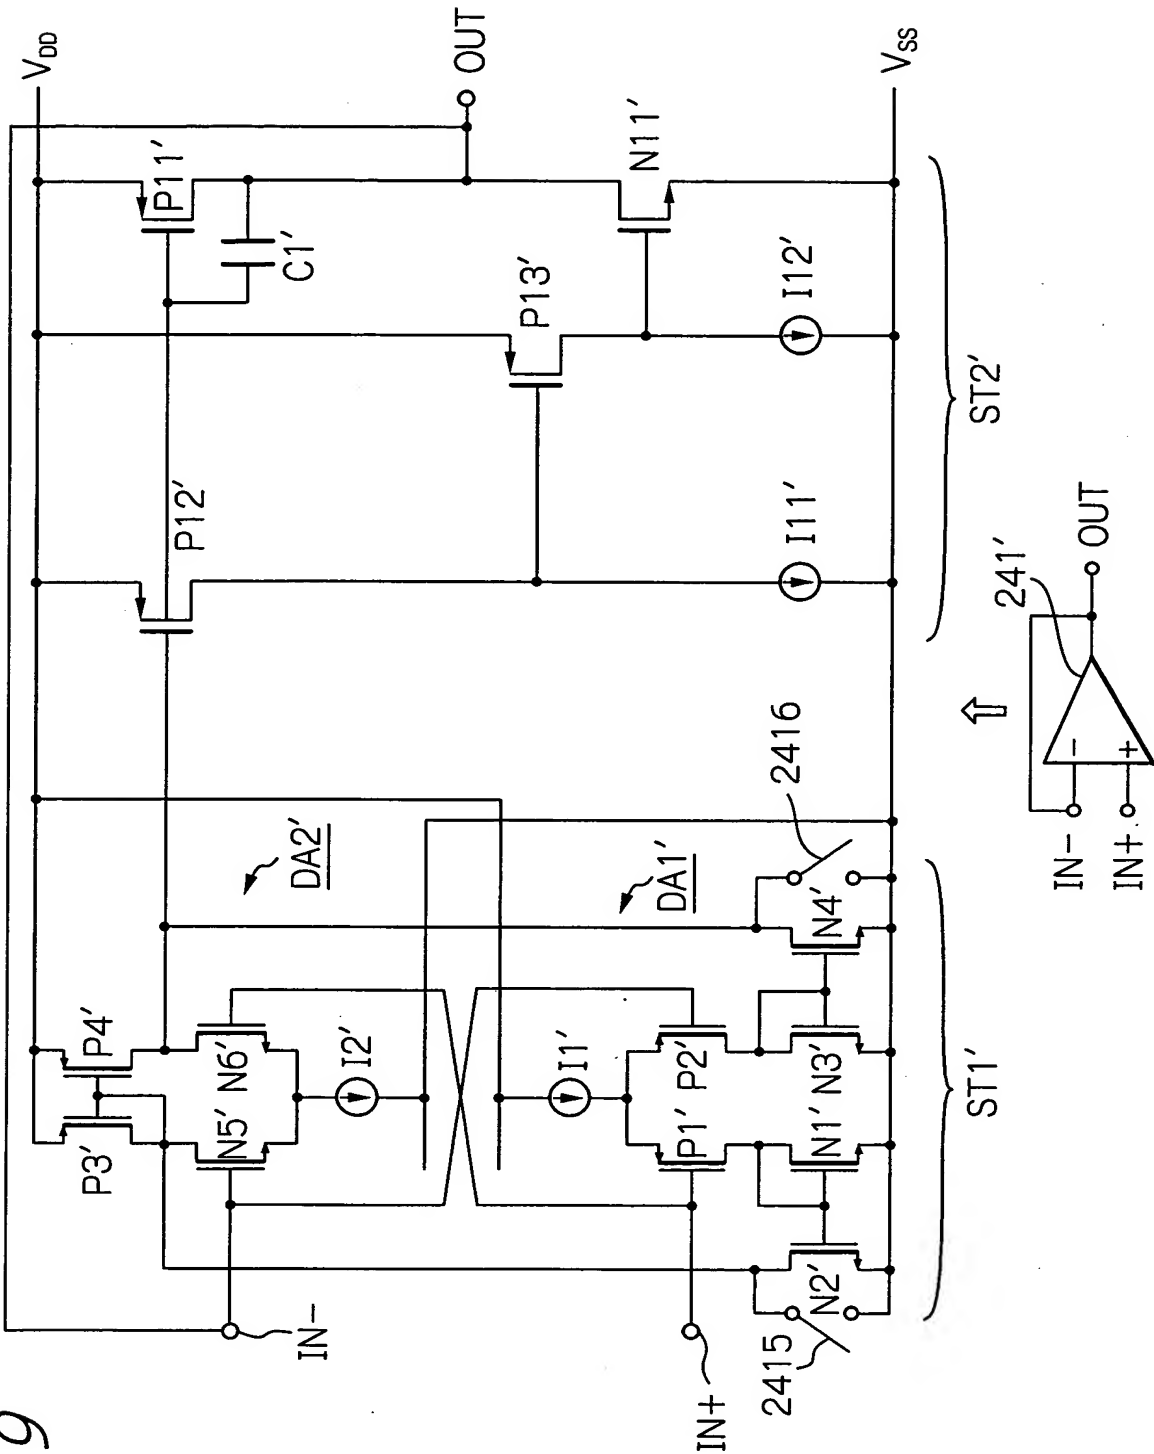 9
V_DD
OUT
P11'
C1'
N11'
P13'
I12'
V_SS
P12'
I11'
ST2'
DA2'
DA1'
2416
P3'
P4'
N5'
N6'
I2'
I1'
P1'
P2'
N1'
N3'
N4'
N2'
2415
IN-
IN+
ST1'
241'
OUT
IN-
IN+
-
+